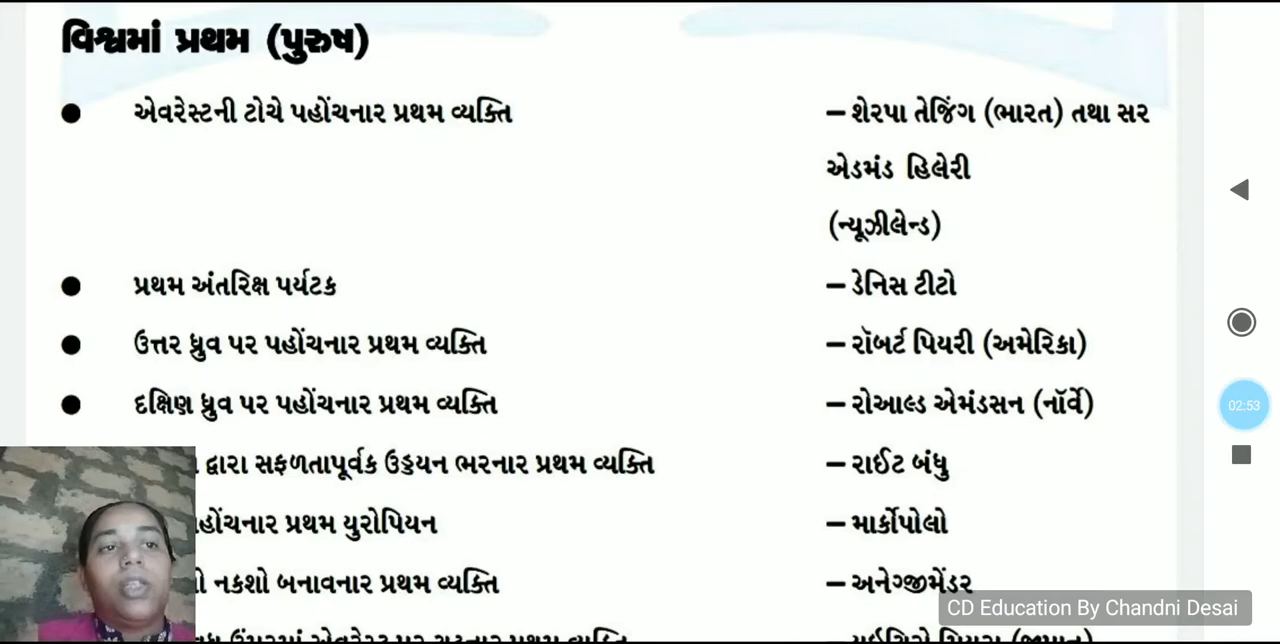 વિશ્વમાં પ્રથમ (પુરુષ)
● એવરેસ્ટની ટોચે પહોંચનાર પ્રથમ વ્યક્તિ – શેરપા તેજિંગ (ભારત) તથા સર
એડમંડ હિલેરી
(ન્યૂઝીલેન્ડ)
● પ્રથમ અંતરિક્ષ પર્યટક – ડેનિસ ટીટો
● ઉત્તર ધ્રુવ પર પહોંચનાર પ્રથમ વ્યક્તિ – રૉબર્ટ પિયરી (અમેરિકા)
● દક્ષિણ ધ્રુવ પર પહોંચનાર પ્રથમ વ્યક્તિ – રોઆલ્ડ એમંડસન (નૉર્વે)
02:53
દ્વારા સફળતાપૂર્વક ઉડ્ડયન ભરનાર પ્રથમ વ્યક્તિ – રાઈટ બંધુ
પ્રથમ યુરોપિયન – માર્કોપોલો
નકશો બનાવનાર પ્રથમ વ્યક્તિ – અનેગ્જીમેંડર
CD Education By Chandni Desai